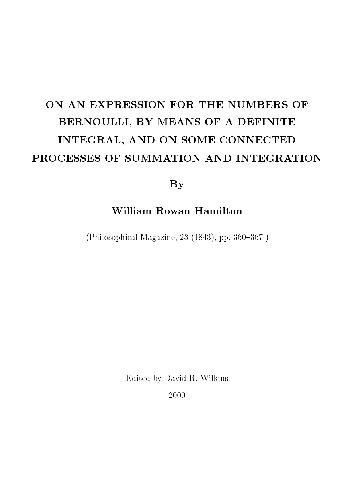 ON AN EXPRESSION FOR THE NUMBERS OF
BERNOULLI, BY MEANS OF A DEFINITE
INTEGRAL, AND ON SOME CONNECTED
PROCESSES OF SUMMATION AND INTEGRATION
By
William Rowan Hamilton
(Philosophical Magazine, 23 (1843), pp. 360–367.)
Edited by David R. Wilkins
2000